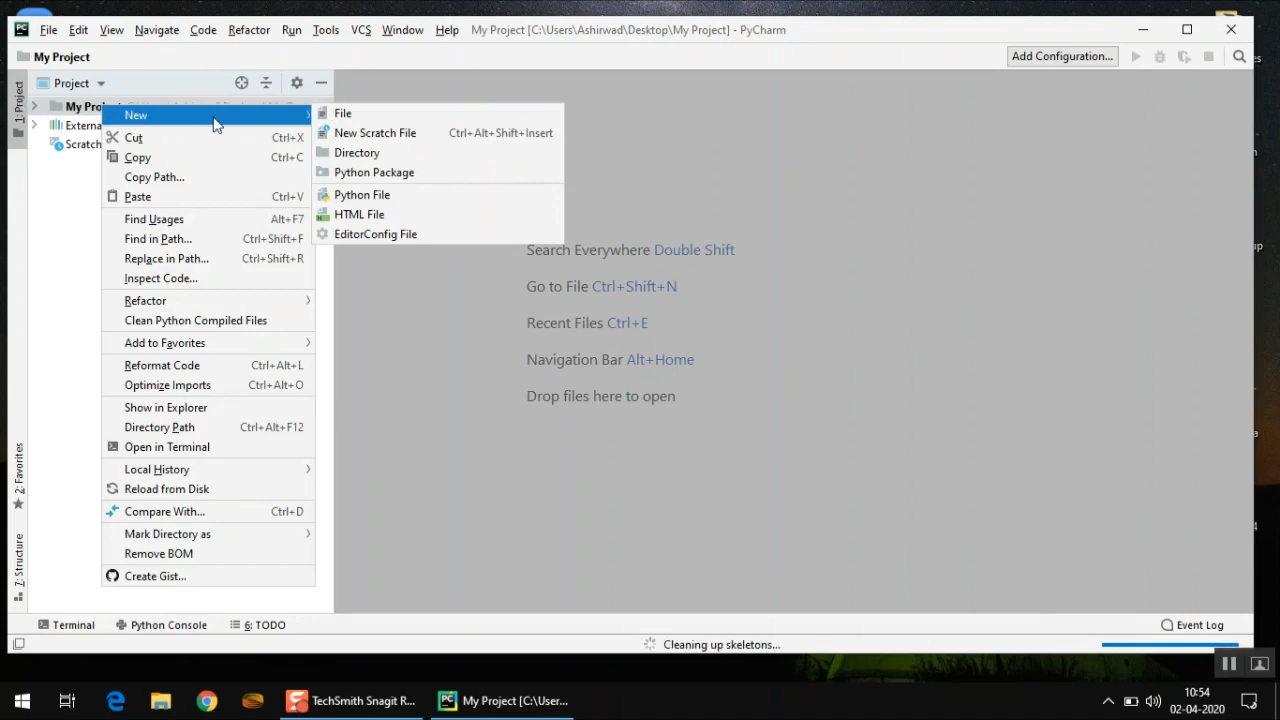 PC File Edit View Navigate Code Refactor Run Tools VCS Window Help My Project [C:\Users\Ashirwad\Desktop\My Project] - PyCharm
My Project Add Configuration...
1: Project
Project
My Proj
Externa
Scratch
New
Cut Ctrl+X
Copy Ctrl+C
Copy Path...
Paste Ctrl+V
Find Usages Alt+F7
Find in Path... Ctrl+Shift+F
Replace in Path... Ctrl+Shift+R
Inspect Code...
Refactor
Clean Python Compiled Files
Add to Favorites
Reformat Code Ctrl+Alt+L
Optimize Imports Ctrl+Alt+O
Show in Explorer
Directory Path Ctrl+Alt+F12
Open in Terminal
Local History
Reload from Disk
Compare With... Ctrl+D
Mark Directory as
Remove BOM
Create Gist...
File
New Scratch File Ctrl+Alt+Shift+Insert
Directory
Python Package
Python File
HTML File
EditorConfig File
Search Everywhere Double Shift
Go to File Ctrl+Shift+N
Recent Files Ctrl+E
Navigation Bar Alt+Home
Drop files here to open
2: Favorites
7: Structure
Terminal Python Console 6: TODO Event Log
Cleaning up skeletons...
TechSmith Snagit R... PC My Project [C:\User... 10:54
02-04-2020